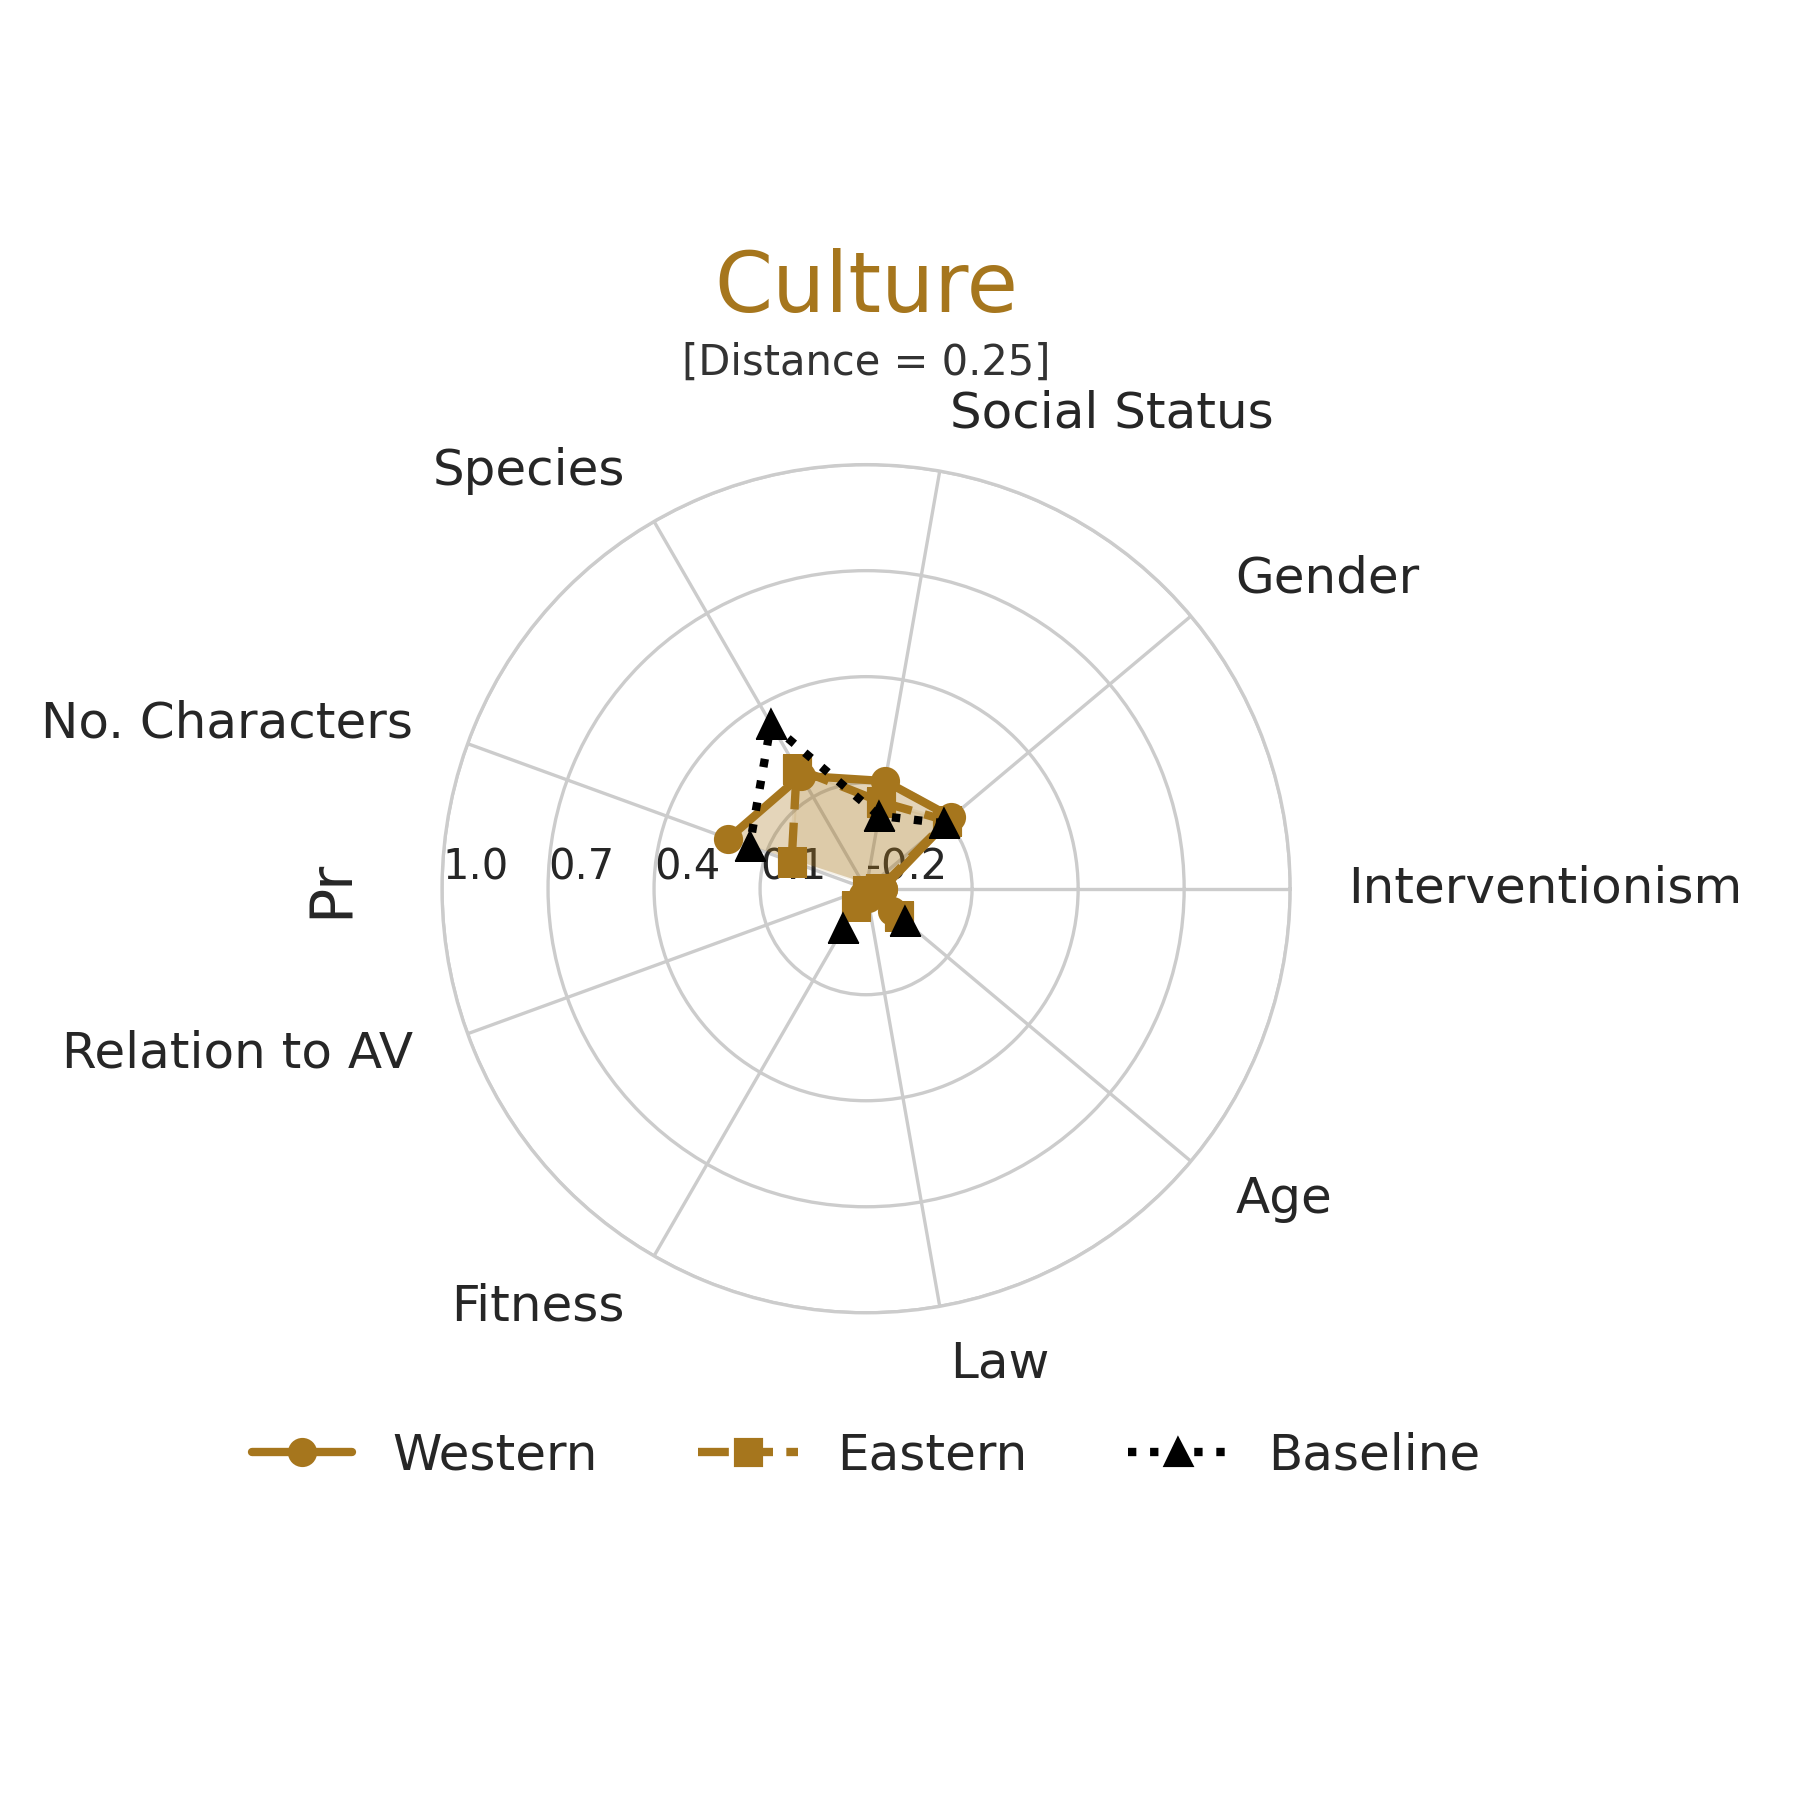 Culture
[Distance = 0.25]
Social Status
Species
Gender
No. Characters
1.0 0.7 0.4 0.1 -0.2
Pr
Interventionism
Relation to AV
Age
Fitness
Law
Western Eastern Baseline